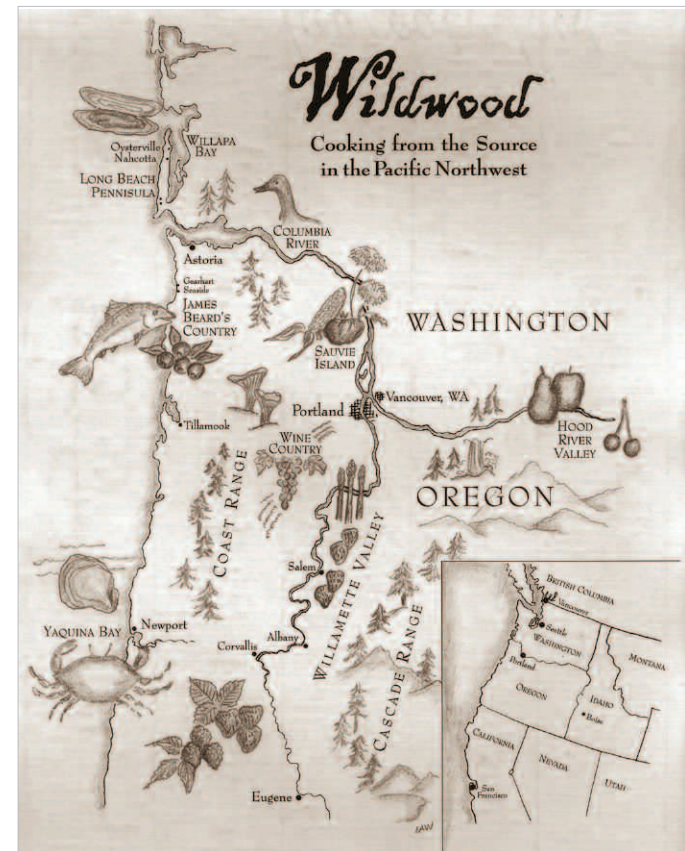 Wildwood
Cooking from the Source
in the Pacific Northwest
Oysterville
Nahcotta
WILLAPA
BAY
LONG BEACH
PENNISULA
COLUMBIA
RIVER
Astoria
Gearhart
Seaside
JAMES
BEARD'S
COUNTRY
SAUVIE
ISLAND
WASHINGTON
Vancouver, WA
Portland
HOOD
RIVER
VALLEY
Tillamook
WINE
COUNTRY
OREGON
COAST RANGE
Salem
WILLAMETTE VALLEY
CASCADE RANGE
Newport
YAQUINA BAY
Corvallis
Albany
Eugene
BRITISH COLUMBIA
Vancouver
Seattle
WASHINGTON
Portland
MONTANA
OREGON
IDAHO
Boise
CALIFORNIA
NEVADA
UTAH
San
Francisco